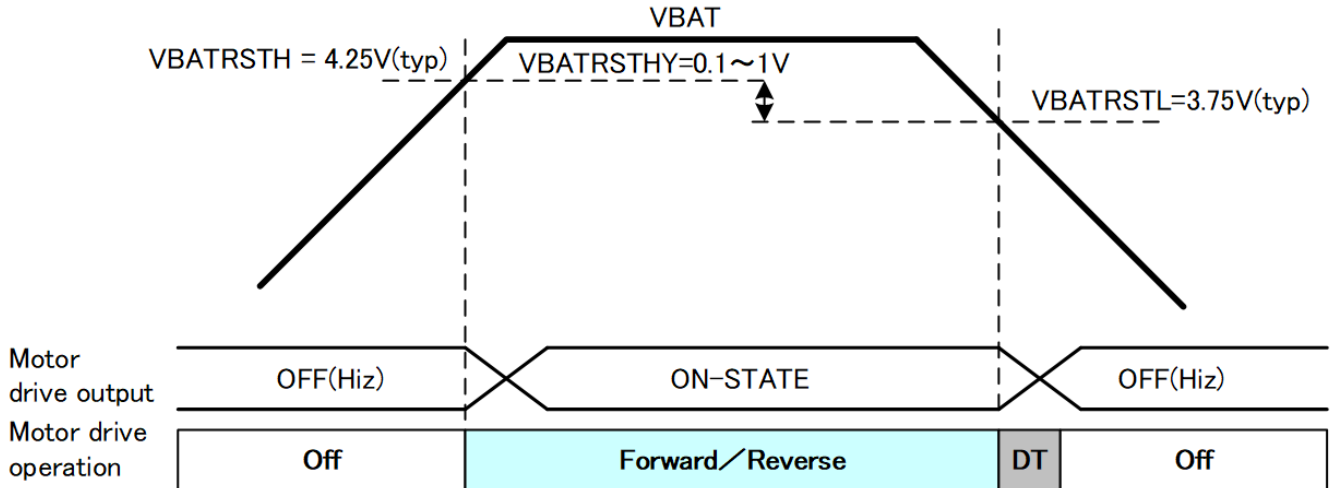 VBAT
VBATRSTH = 4.25V(typ)
VBATRSTHY=0.1～1V
VBATRSTL=3.75V(typ)
Motor
drive output
OFF(Hiz)
ON-STATE
OFF(Hiz)
Motor drive
operation
Off
Forward／Reverse
DT
Off